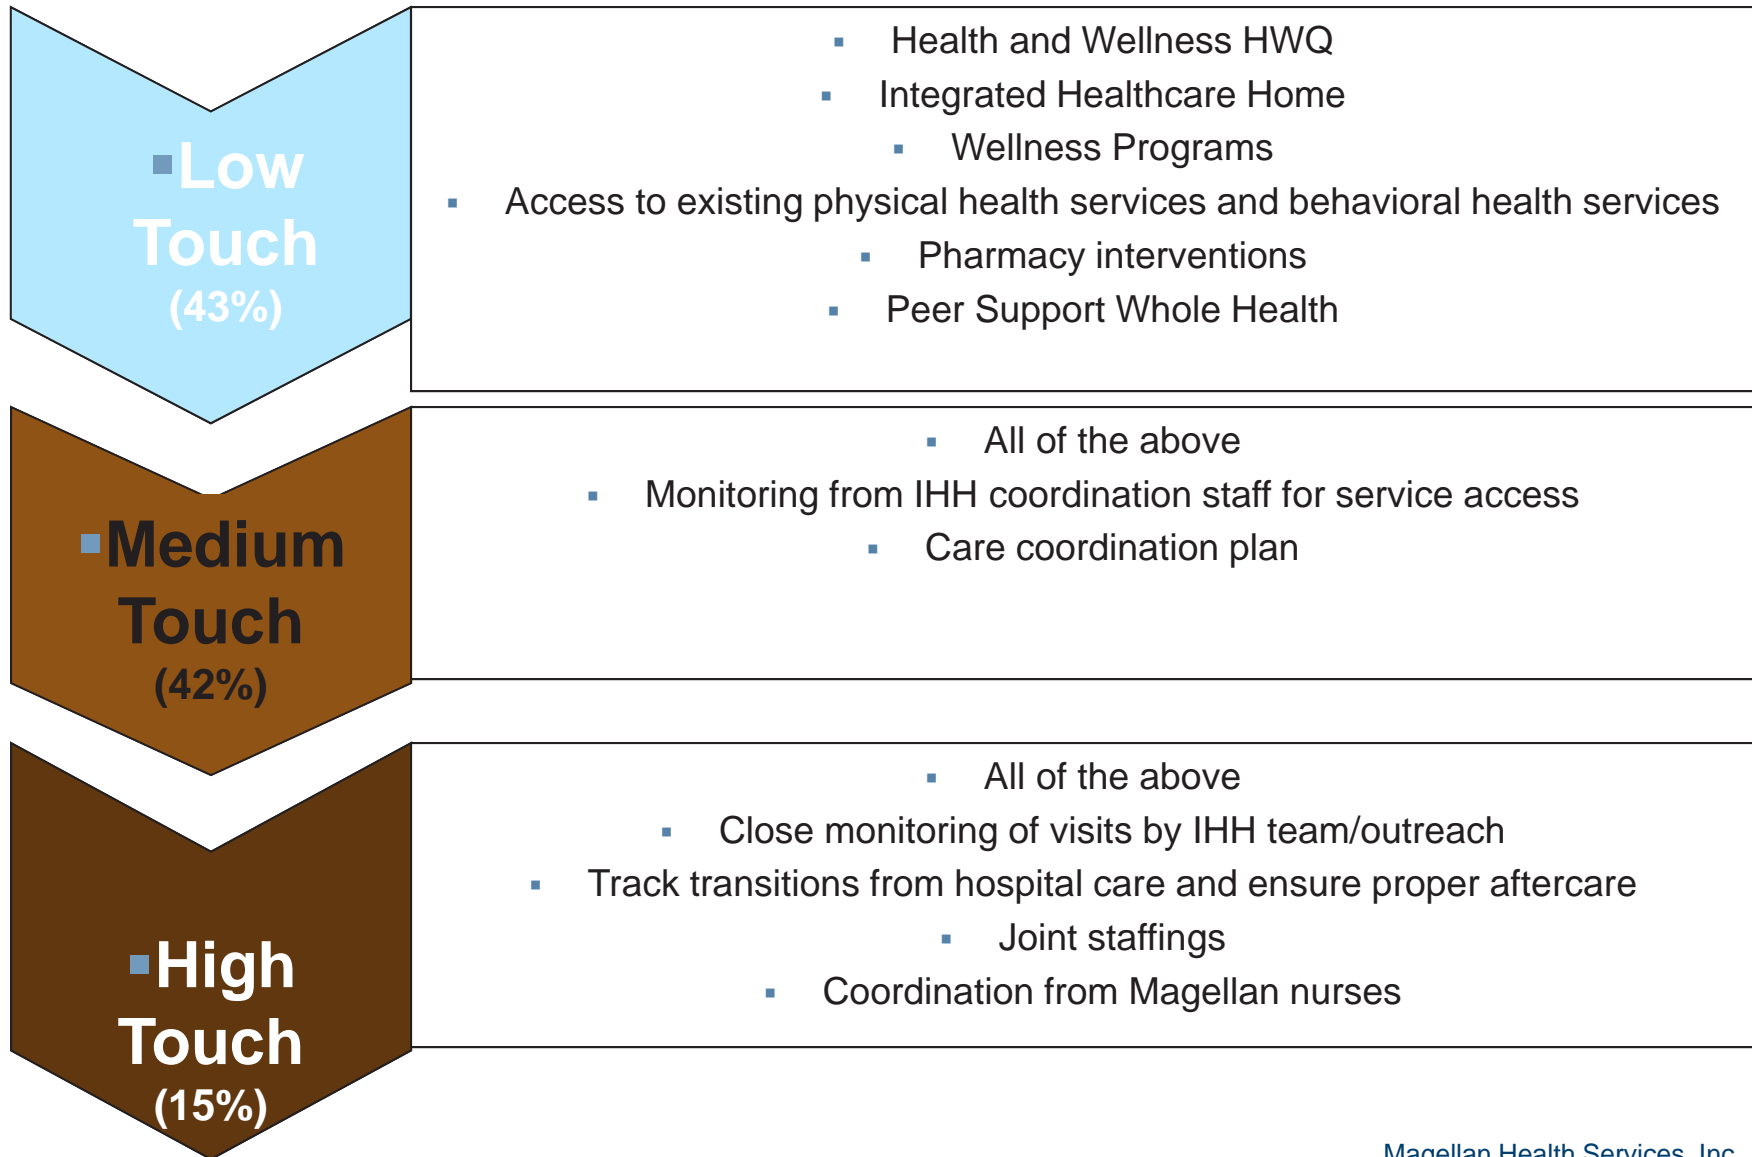 ▪Low
Touch
(43%)
▪ Health and Wellness HWQ
▪ Integrated Healthcare Home
▪ Wellness Programs
▪ Access to existing physical health services and behavioral health services
▪ Pharmacy interventions
▪ Peer Support Whole Health
▪Medium
Touch
(42%)
▪ All of the above
▪ Monitoring from IHH coordination staff for service access
▪ Care coordination plan
▪High
Touch
(15%)
▪ All of the above
▪ Close monitoring of visits by IHH team/outreach
▪ Track transitions from hospital care and ensure proper aftercare
▪ Joint staffings
▪ Coordination from Magellan nurses
Magellan Health Services, Inc